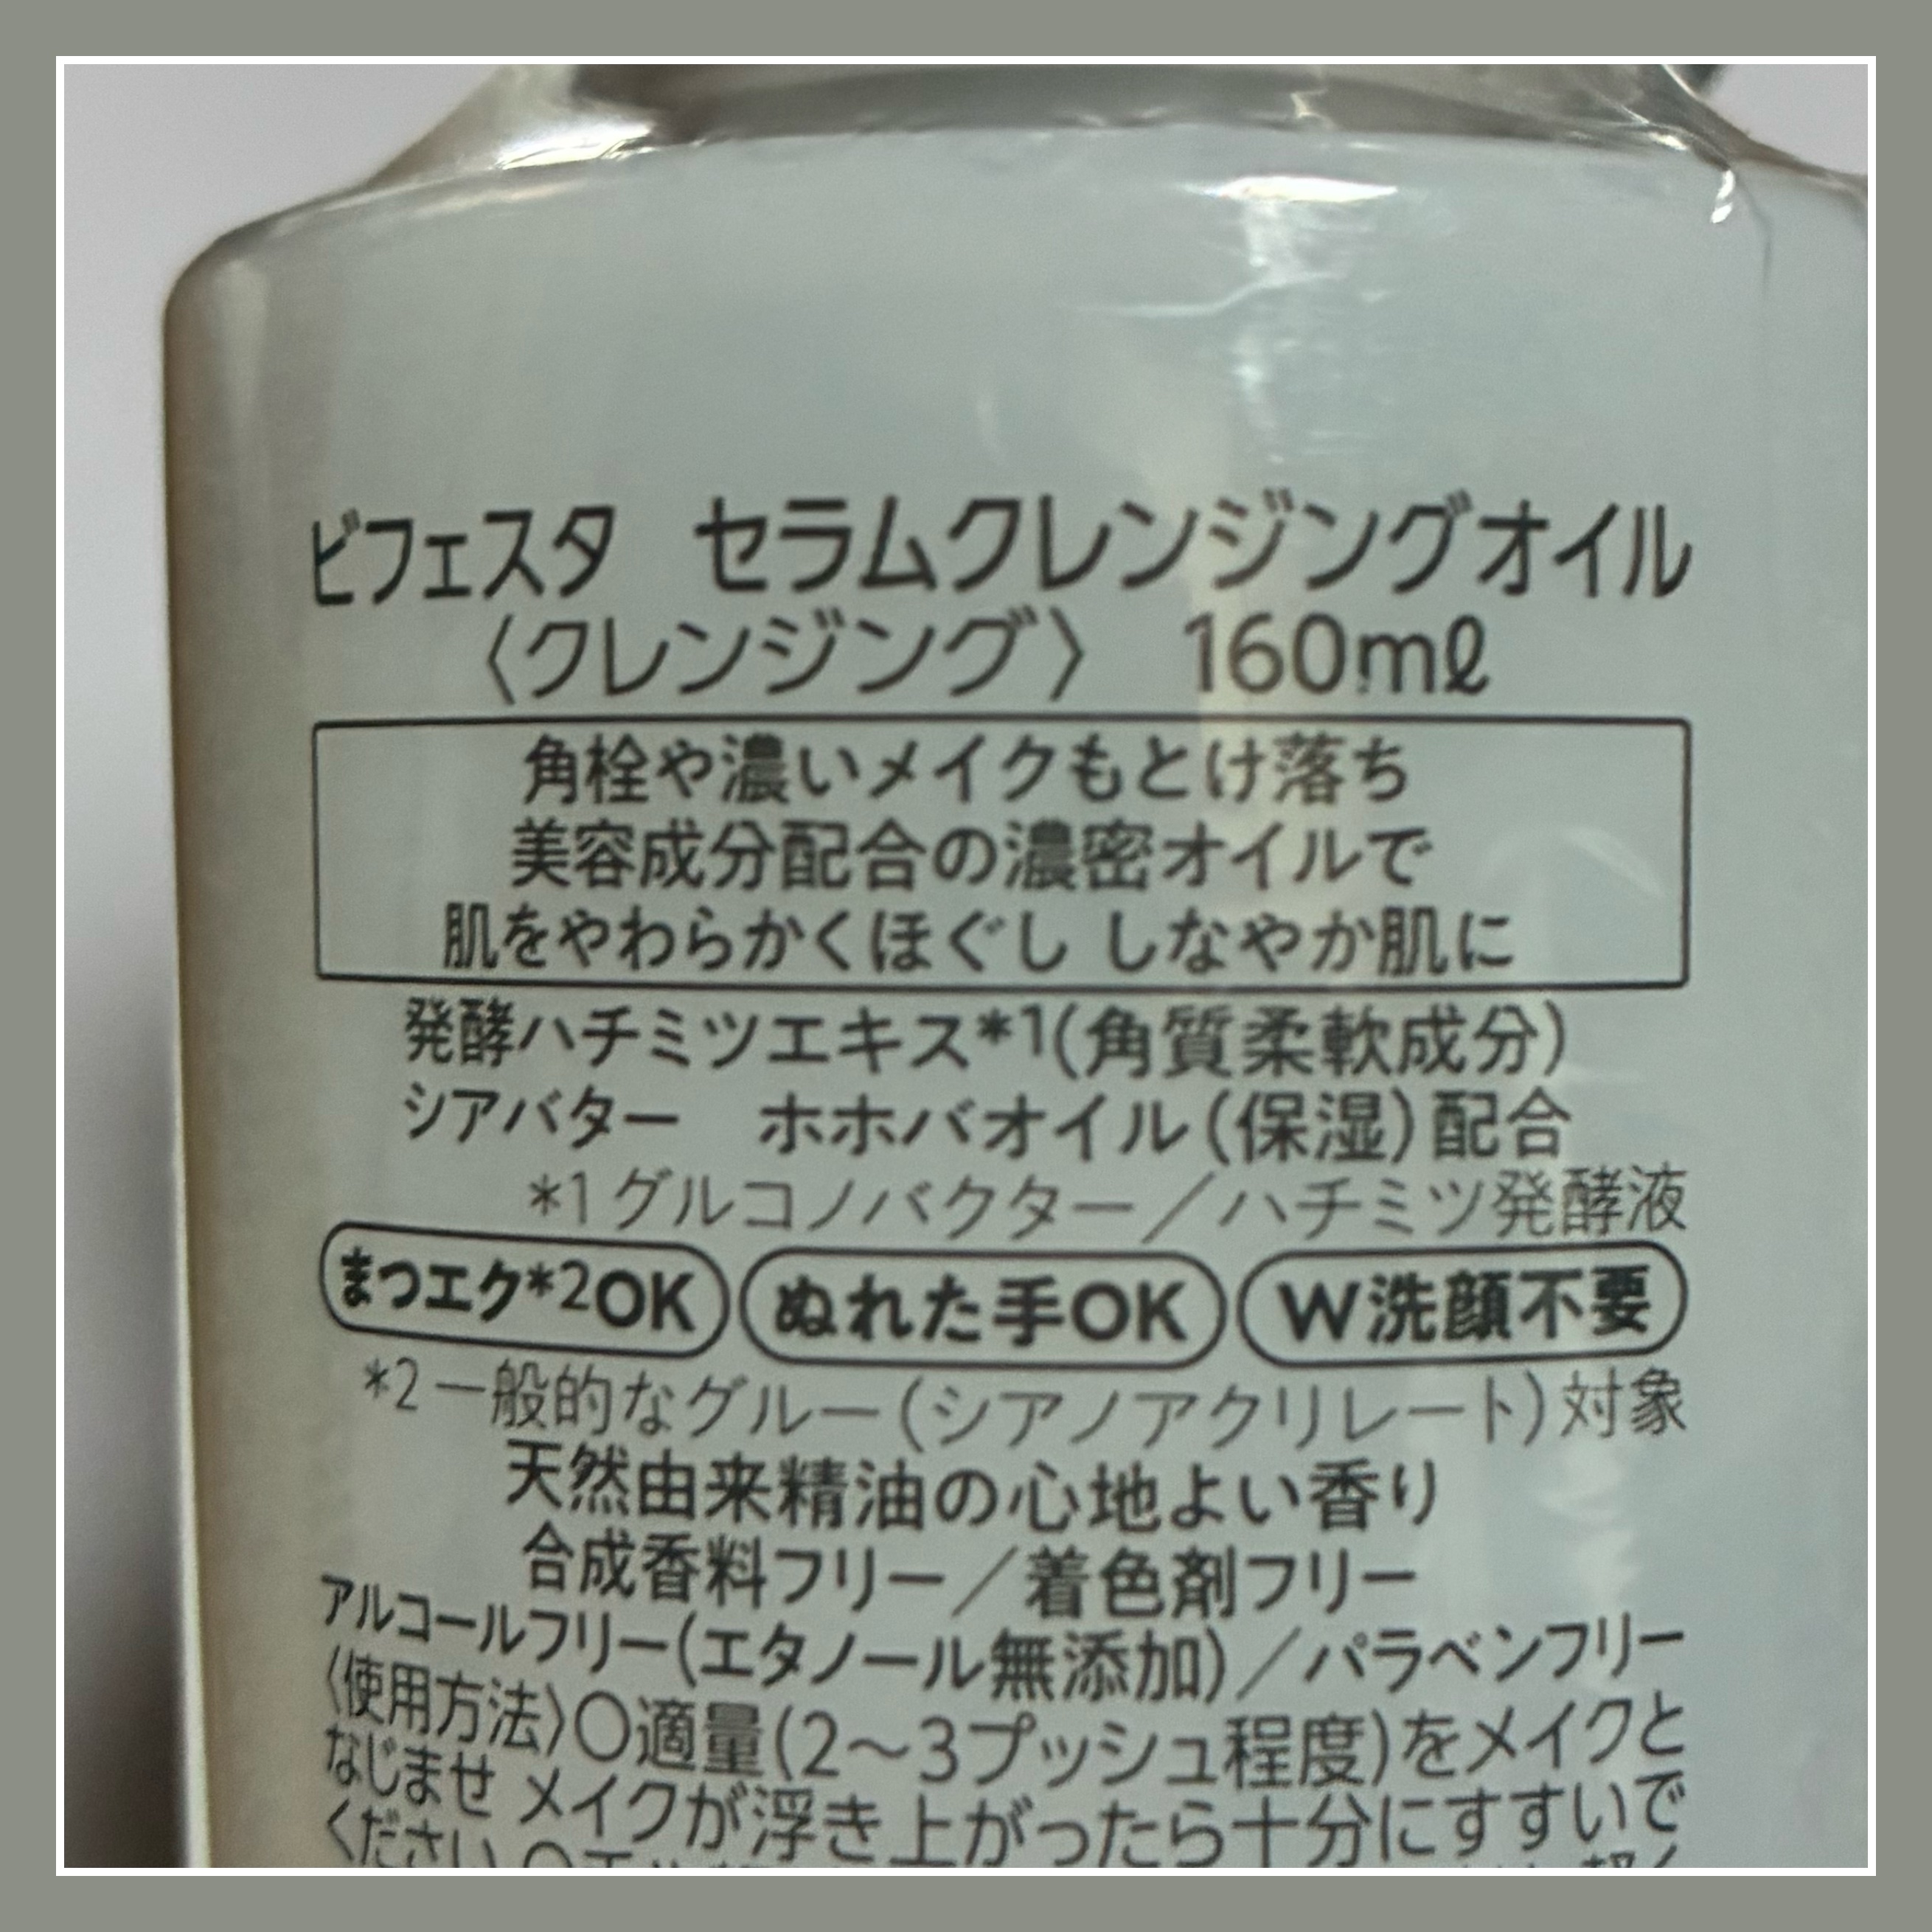 ビフェスタ セラムクレンジングオイル
〈クレンジング〉 160mℓ
角栓や濃いメイクもとけ落ち
美容成分配合の濃密オイルで
肌をやわらかくほぐし しなやか肌に
発酵ハチミツエキス*1(角質柔軟成分)
シアバター ホホバオイル(保湿)配合
*1グルコノバクター/ハチミツ発酵液
まつエク*2OK ぬれた手OK W洗顔不要
*2一般的なグルー(シアノアクリレート)対象
天然由来精油の心地よい香り
合成香料フリー/着色剤フリー
アルコールフリー(エタノール無添加)/パラベンフリー
〈使用方法〉〇適量(2~3プッシュ程度)をメイクと
なじませ メイクが浮き上がったら十分にすすいで
ください